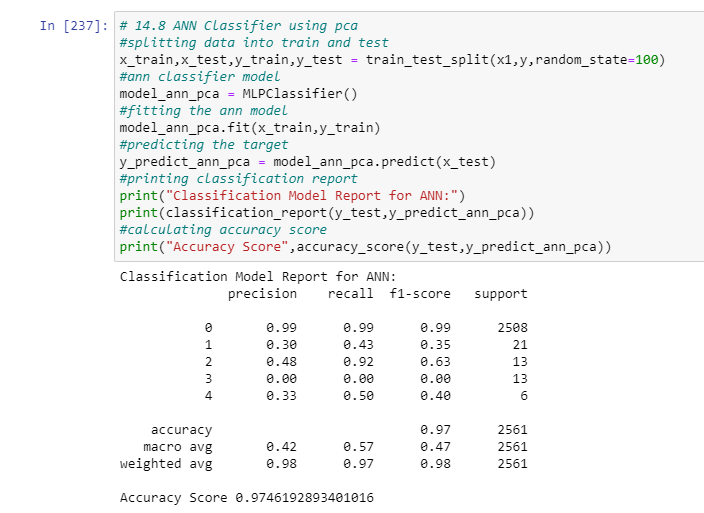 In [237]: # 14.8 ANN Classifier using pca
#splitting data into train and test
x_train,x_test,y_train,y_test = train_test_split(x1,y,random_state=100)
#ann classifier model
model_ann_pca = MLPClassifier()
#fitting the ann model
model_ann_pca.fit(x_train,y_train)
#predicting the target
y_predict_ann_pca = model_ann_pca.predict(x_test)
#printing classification report
print("Classification Model Report for ANN:")
print(classification_report(y_test,y_predict_ann_pca))
#calculating accuracy score
print("Accuracy Score",accuracy_score(y_test,y_predict_ann_pca))
Classification Model Report for ANN:
precision recall f1-score support
0 0.99 0.99 0.99 2508
1 0.30 0.43 0.35 21
2 0.48 0.92 0.63 13
3 0.00 0.00 0.00 13
4 0.33 0.50 0.40 6
accuracy 0.97 2561
macro avg 0.42 0.57 0.47 2561
weighted avg 0.98 0.97 0.98 2561
Accuracy Score 0.9746192893401016